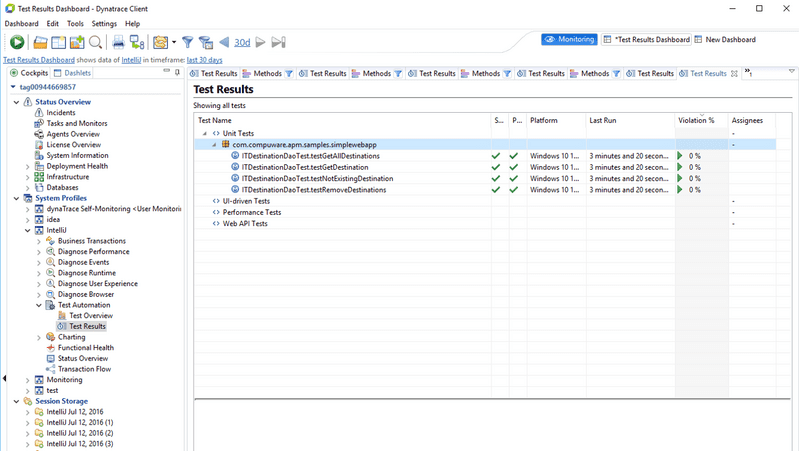 Test Results Dashboard - Dynatrace Client
Dashboard Edit Tools Settings Help
30d
Monitoring *Test Results Dashboard New Dashboard
Test Results Dashboard shows data of IntelliJ in timeframe: last 30 days
Cockpits Dashlets
tag00944669857
Status Overview
Incidents
Tasks and Monitors
Agents Overview
License Overview
System Information
Deployment Health
Infrastructure
Databases
System Profiles
dynaTrace Self-Monitoring <User Monitoring
idea
IntelliJ
Business Transactions
Diagnose Performance
Diagnose Events
Diagnose Runtime
Diagnose User Experience
Diagnose Browser
Test Automation
Test Overview
Test Results
Charting
Functional Health
Status Overview
Transaction Flow
Monitoring
test
Session Storage
IntelliJ Jul 12, 2016
IntelliJ Jul 12, 2016 (1)
IntelliJ Jul 12, 2016 (2)
IntelliJ Jul 12, 2016 (3)
Test Results Methods Test Results Methods Test Results Methods Test Results Methods Test Results Test Results »1
Test Results
Showing all tests
Test Name S... P... Platform Last Run Violation % Assignees
Unit Tests -
com.compuware.apm.samples.simplewebapp -
ITDestinationDaoTest.testGetAllDestinations Windows 10 1... 3 minutes and 20 secon... 0 % -
ITDestinationDaoTest.testGetDestination Windows 10 1... 3 minutes and 20 secon... 0 % -
ITDestinationDaoTest.testNotExistingDestination Windows 10 1... 3 minutes and 20 secon... 0 % -
ITDestinationDaoTest.testRemoveDestinations Windows 10 1... 3 minutes and 20 secon... 0 % -
UI-driven Tests -
Performance Tests -
Web API Tests -